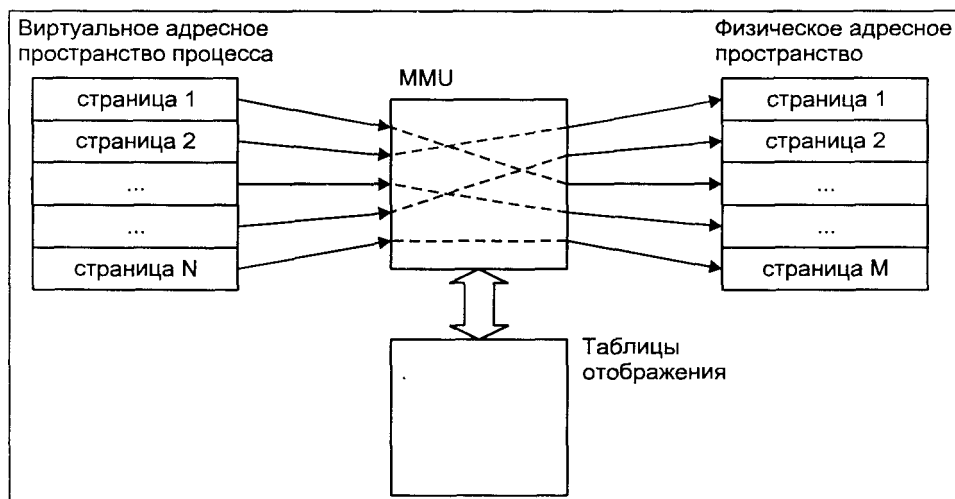 Виртуальное адресное
пространство процесса
страница 1
страница 2
...
...
страница N
MMU
Физическое адресное
пространство
страница 1
страница 2
...
...
страница M
Таблицы
отображения